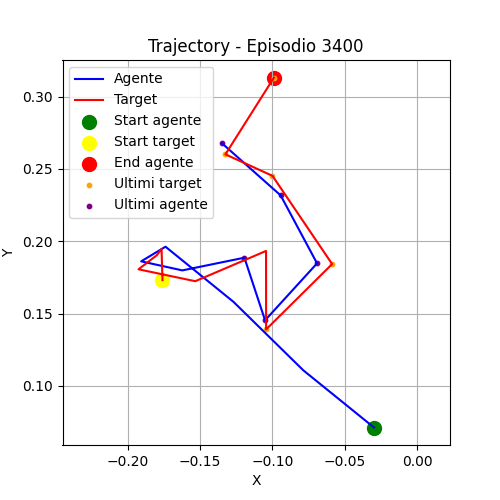 Trajectory - Episodio 3400
Agente
Target
Start agente
Start target
End agente
Ultimi target
Ultimi agente
0.30
0.25
0.20
0.15
0.10
Y
−0.20
−0.15
−0.10
−0.05
0.00
X